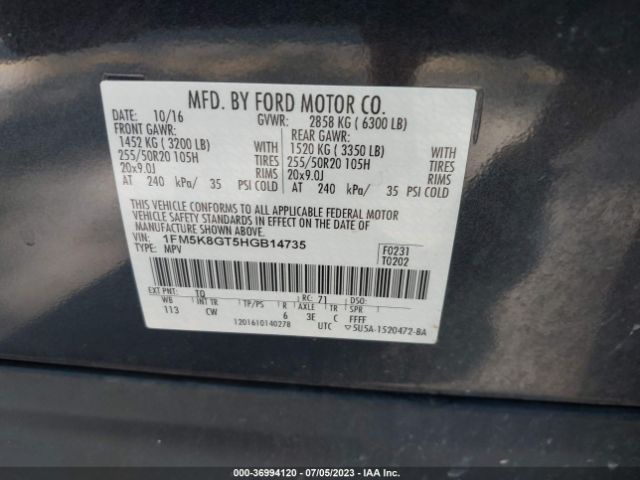 MFD. BY FORD MOTOR CO.
DATE: 10/16 GVWR: 2858 KG ( 6300 LB)
FRONT GAWR: REAR GAWR:
1452 KG ( 3200 LB) WITH 1520 KG ( 3350 LB) WITH
255/50R20 105H TIRES 255/50R20 105H TIRES
20x9.0J RIMS 20x9.0J RIMS
AT 240 kPa/ 35 PSI COLD AT 240 kPa/ 35 PSI COLD
THIS VEHICLE CONFORMS TO ALL APPLICABLE FEDERAL MOTOR
VEHICLE SAFETY STANDARDS IN EFFECT ON THE DATE OF
MANUFACTURE SHOWN ABOVE.
VIN: 1FM5K8GT5HGB14735 F0231
TYPE: MPV T0202
EXT PNT: TQ RC: 71 DSO:
WB INT TR TP/PS R AXLE TR SPR
113 CW 6 3E C FFFF
1201610140278 UTC ▽5U5A-1520472-BA
000-36994120 | 07/05/2023 | IAA Inc.